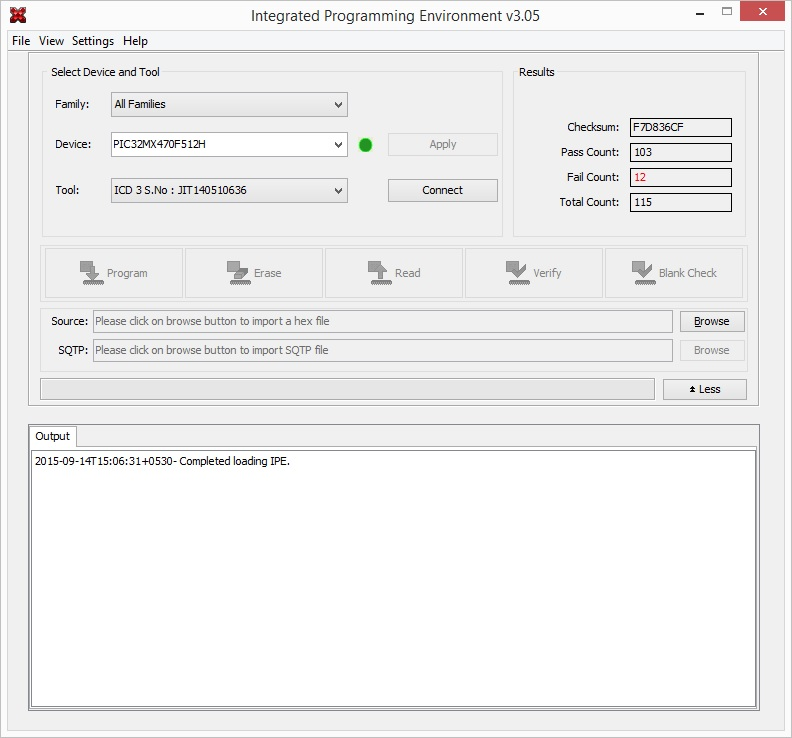 Integrated Programming Environment v3.05
File View Settings Help
Select Device and Tool
Family: All Families
Device: PIC32MX470F512H Apply
Tool: ICD 3 S.No : JIT140510636 Connect
Results
Checksum: F7D836CF
Pass Count: 103
Fail Count: 12
Total Count: 115
Program Erase Read Verify Blank Check
Source: Please click on browse button to import a hex file Browse
SQTP: Please click on browse button to import SQTP file Browse
Less
Output
2015-09-14T15:06:31+0530- Completed loading IPE.